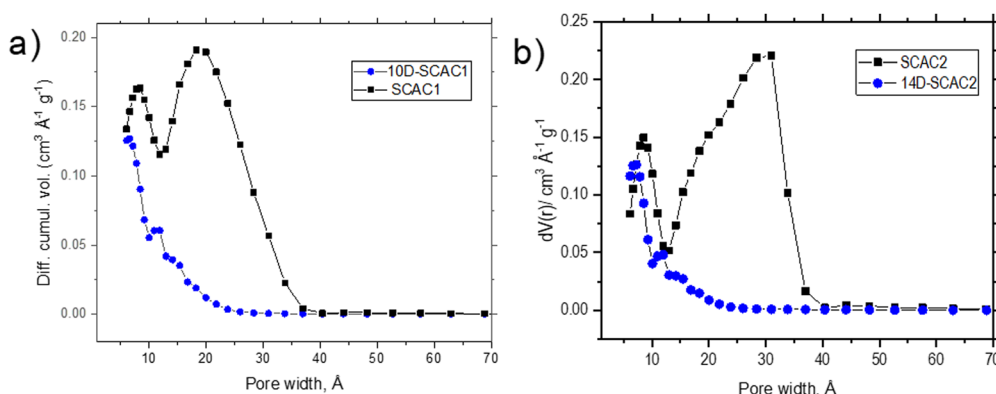 a)
0.20
0.15
0.10
0.05
0.00
Diff. cumul. vol. (cm³ Å⁻¹ g⁻¹)
10D-SCAC1
SCAC1
10 20 30 40 50 60 70
Pore width, Å
b)
0.25
0.20
0.15
0.10
0.05
0.00
dV(r)/ cm³ Å⁻¹g⁻¹
SCAC2
14D-SCAC2
10 20 30 40 50 60 70
Pore width, Å